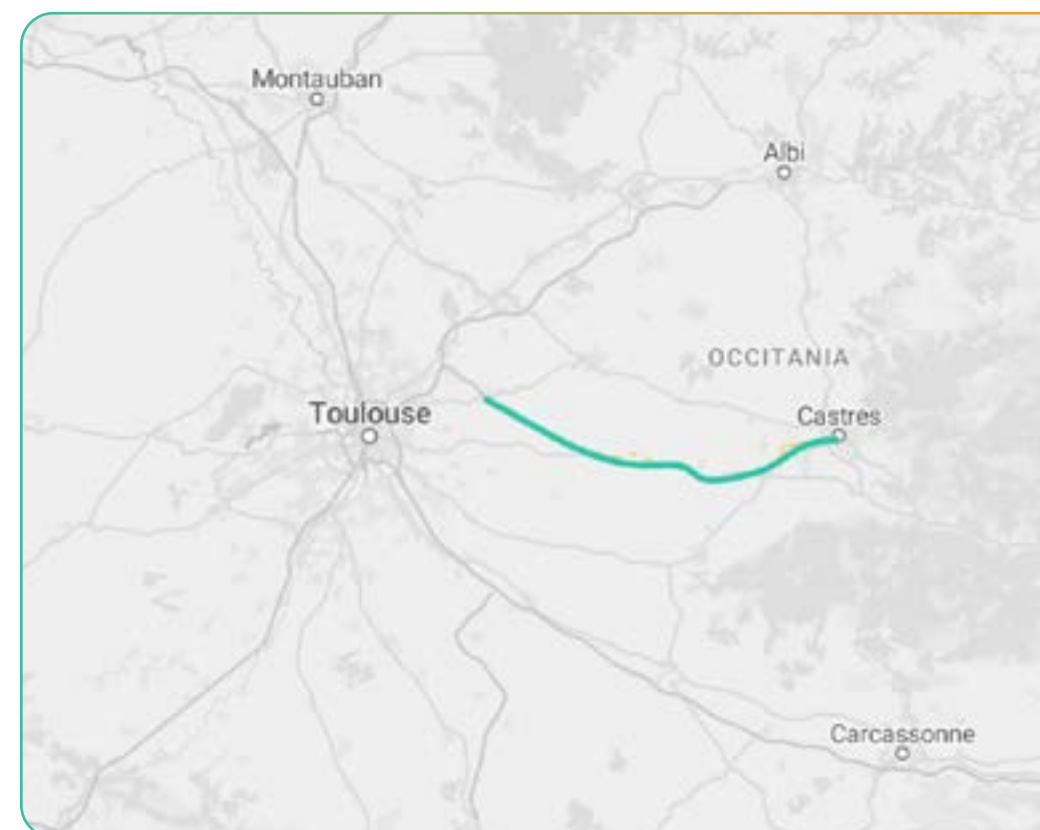 Montauban
Albi
OCCITANIA
Toulouse
Castres
Carcassonne